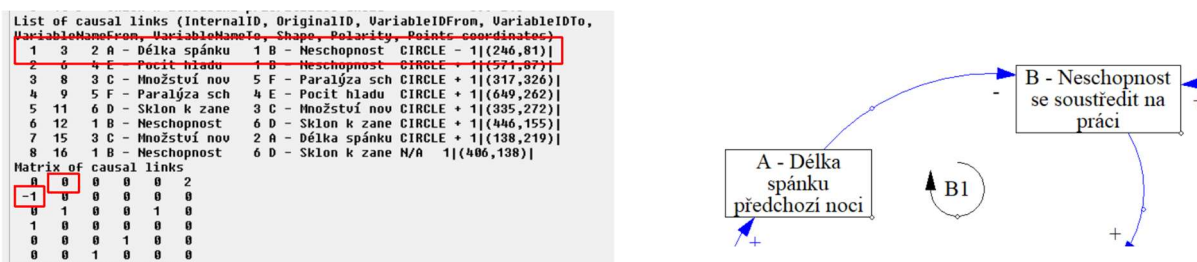 List of causal links (InternalID, OriginalID, VariableIDFrom, VariableIDTo,
VariableNameFrom, VariableNameTo, Shape, Polarity, Points coordinates)
1 3 2 A - Délka spánku 1 B - Neschopnost CIRCLE - 1|(246,81)|
2 6 4 E - Pocit hladu 1 B - Neschopnost CIRCLE + 1|(571,87)|
3 8 3 C - Množství nov 5 F - Paralýza sch CIRCLE + 1|(317,326)|
4 9 5 F - Paralýza sch 4 E - Pocit hladu CIRCLE + 1|(649,262)|
5 11 6 D - Sklon k zane 3 C - Množství nov CIRCLE + 1|(335,272)|
6 12 1 B - Neschopnost 6 D - Sklon k zane CIRCLE + 1|(446,155)|
7 15 3 C - Množství nov 2 A - Délka spánku CIRCLE + 1|(138,219)|
8 16 1 B - Neschopnost 6 D - Sklon k zane N/A 1|(406,138)|
Matrix of causal links
0 0 0 0 0 2
-1 0 0 0 0 0
0 1 0 0 1 0
1 0 0 0 0 0
0 0 0 1 0 0
0 0 1 0 0 0
B - Neschopnost
se soustředit na
práci
-
+
A - Délka
spánku
předchozí noci
B1
+
+